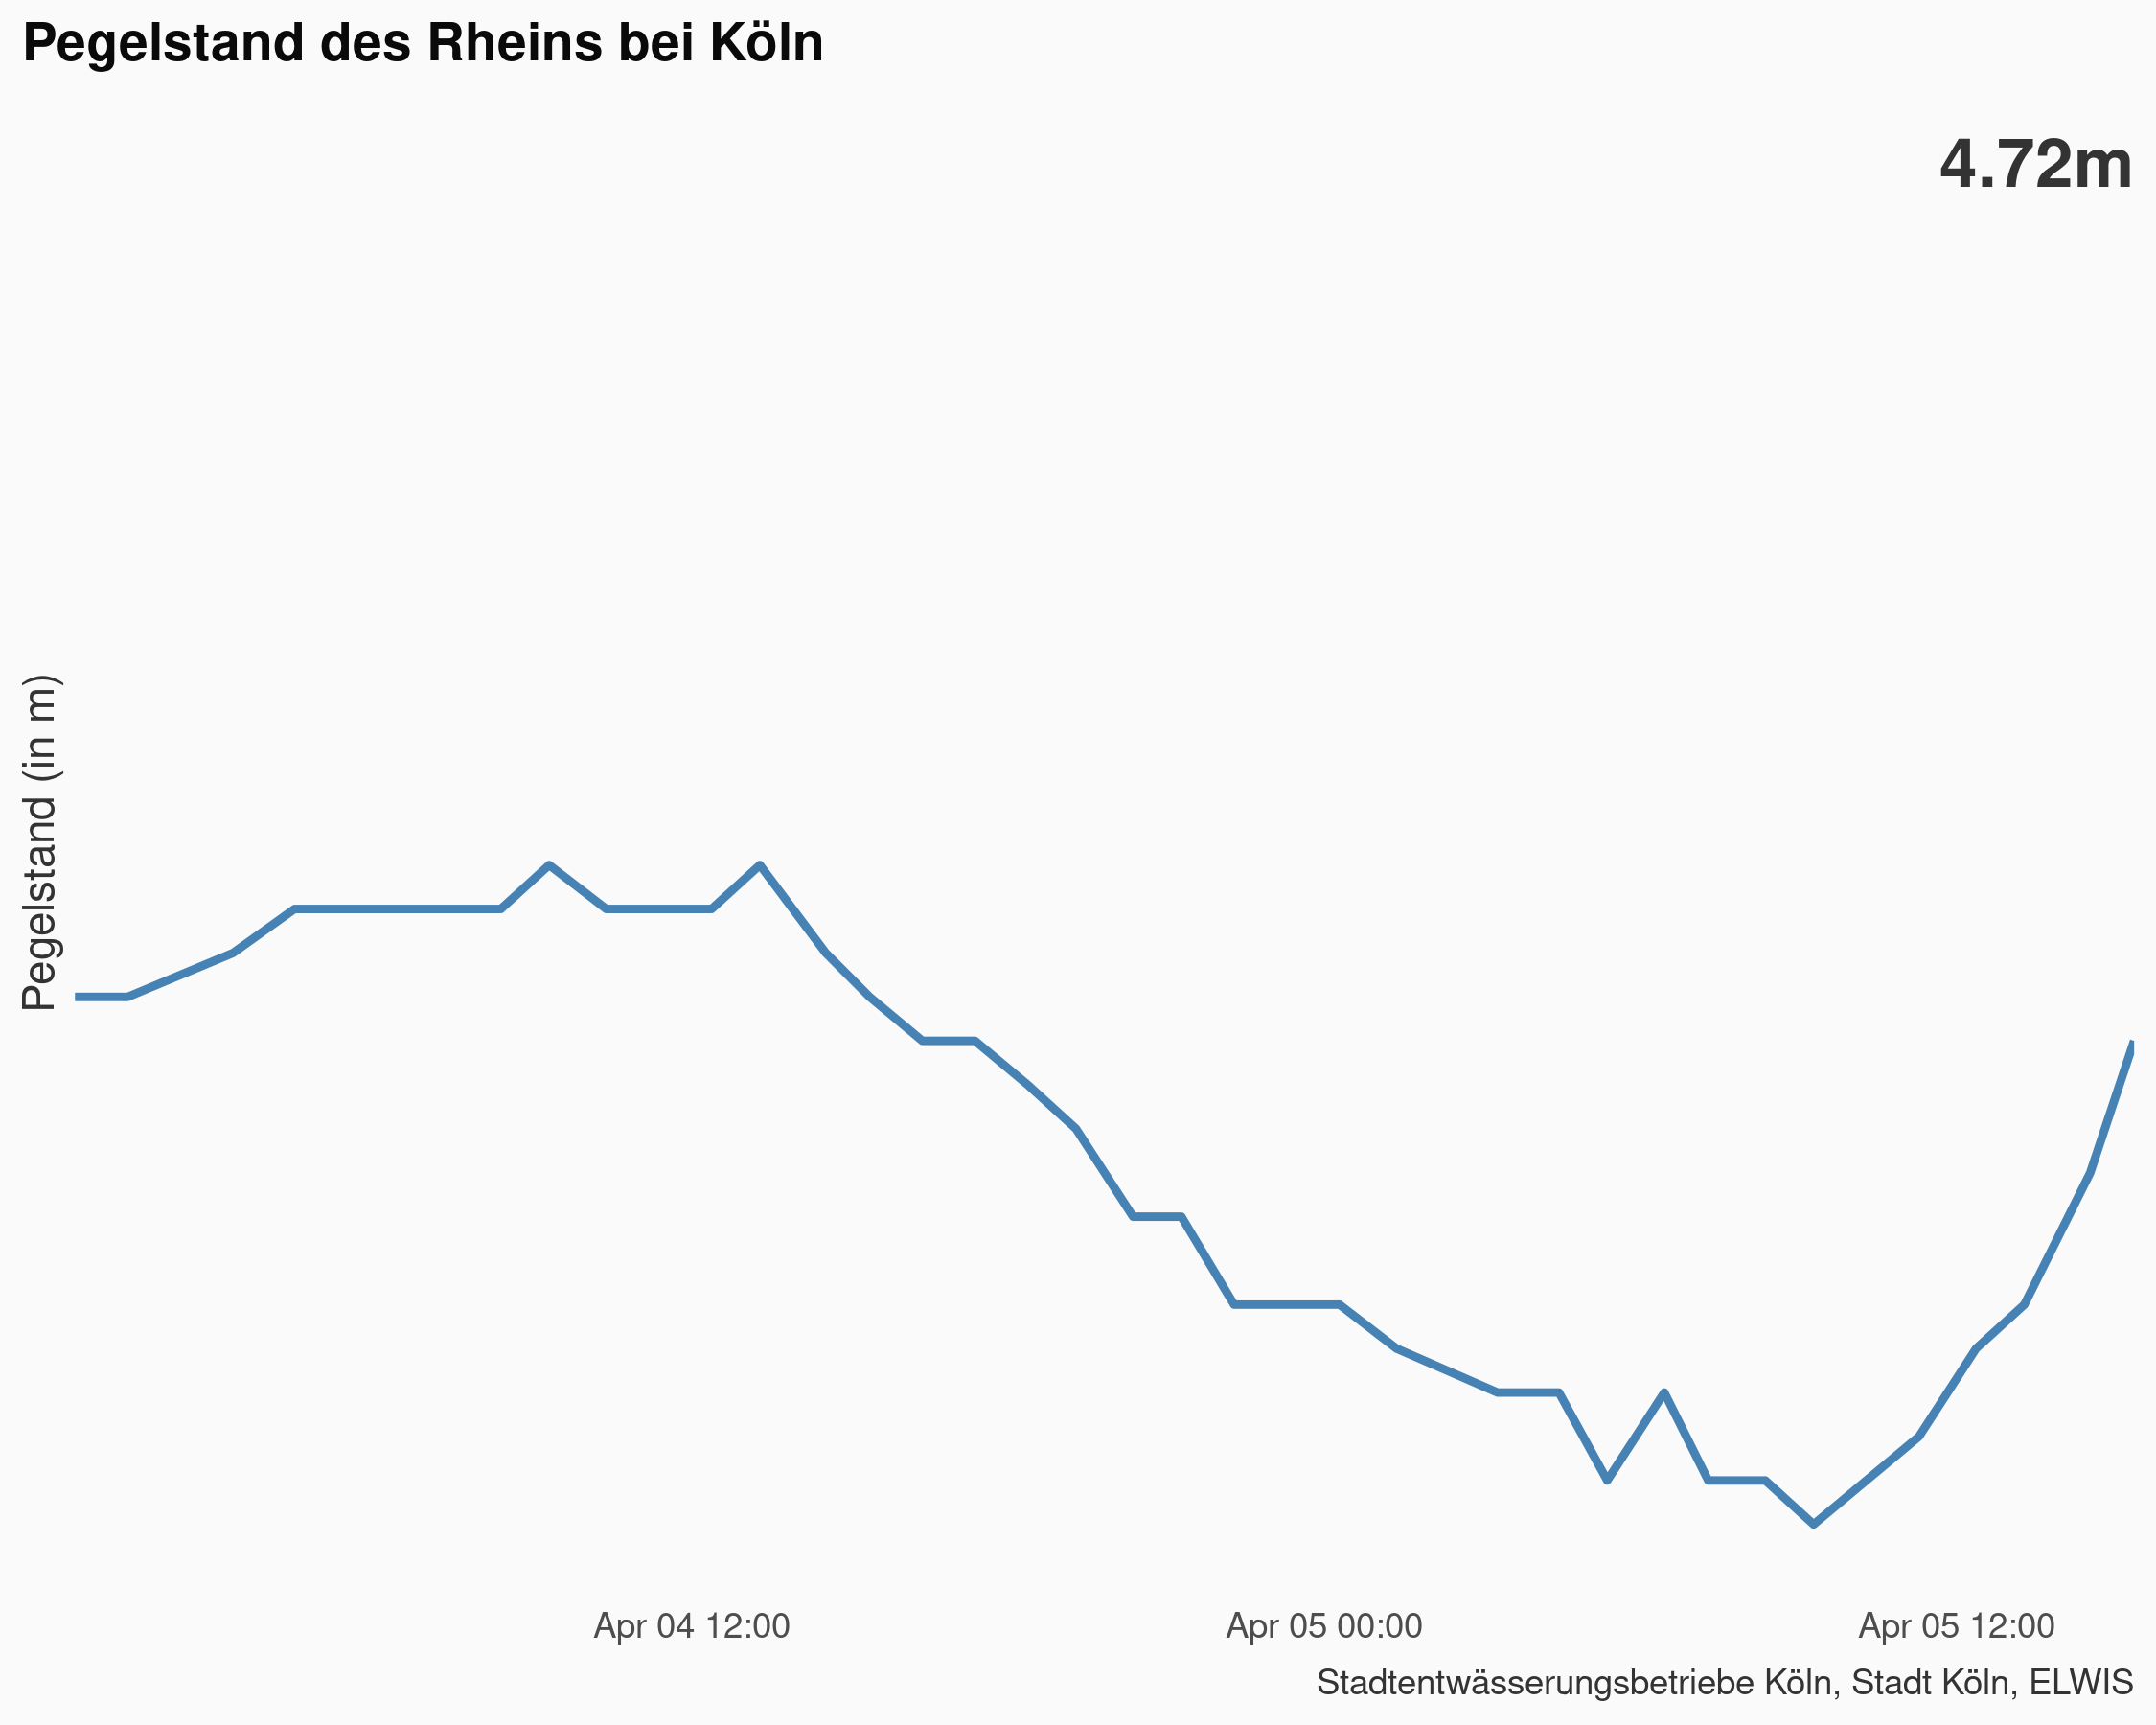 Pegelstand des Rheins bei Köln
4.72m
Pegelstand (in m)
Apr 04 12:00
Apr 05 00:00
Apr 05 12:00
Stadtentwässerungsbetriebe Köln, Stadt Köln, ELWIS